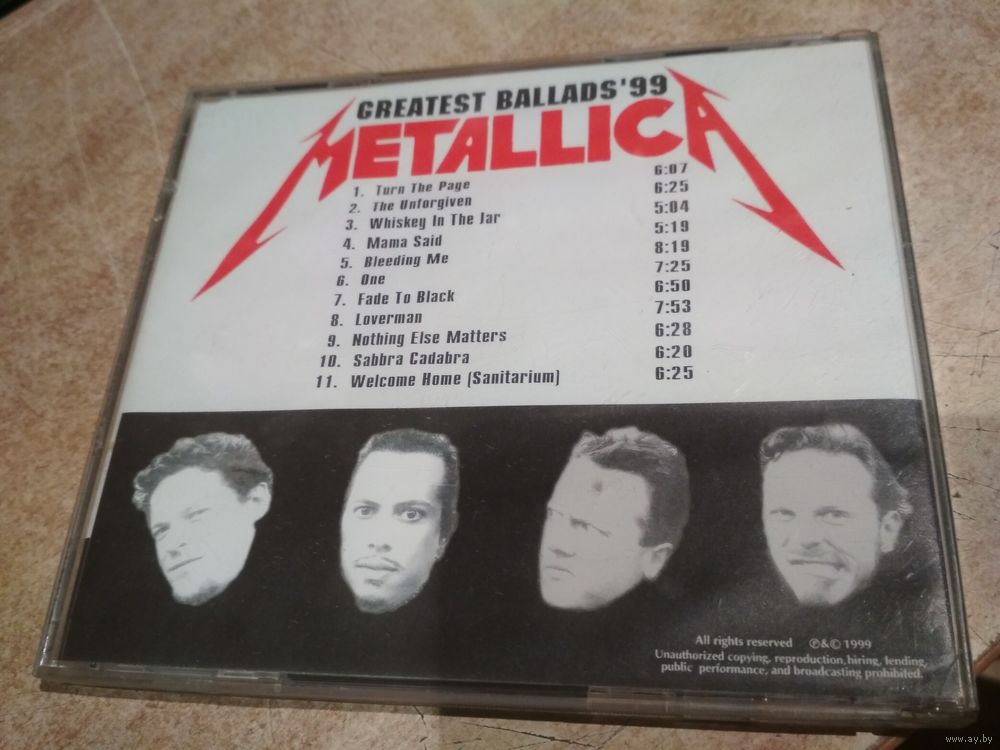 GREATEST BALLADS'99
METALLICA
1. Turn The Page 6:07
2. The Unforgiven 6:25
3. Whiskey In The Jar 5:04
4. Mama Said 5:19
5. Bleeding Me 8:19
6. One 7:25
7. Fade To Black 6:50
8. Loverman 7:53
9. Nothing Else Matters 6:28
10. Sabbra Cadabra 6:20
11. Welcome Home (Sanitarium) 6:25
All rights reserved ℗&© 1999
Unauthorized copying, reproduction, hiring, lending,
public performance, and broadcasting prohibited.
www.ay.by